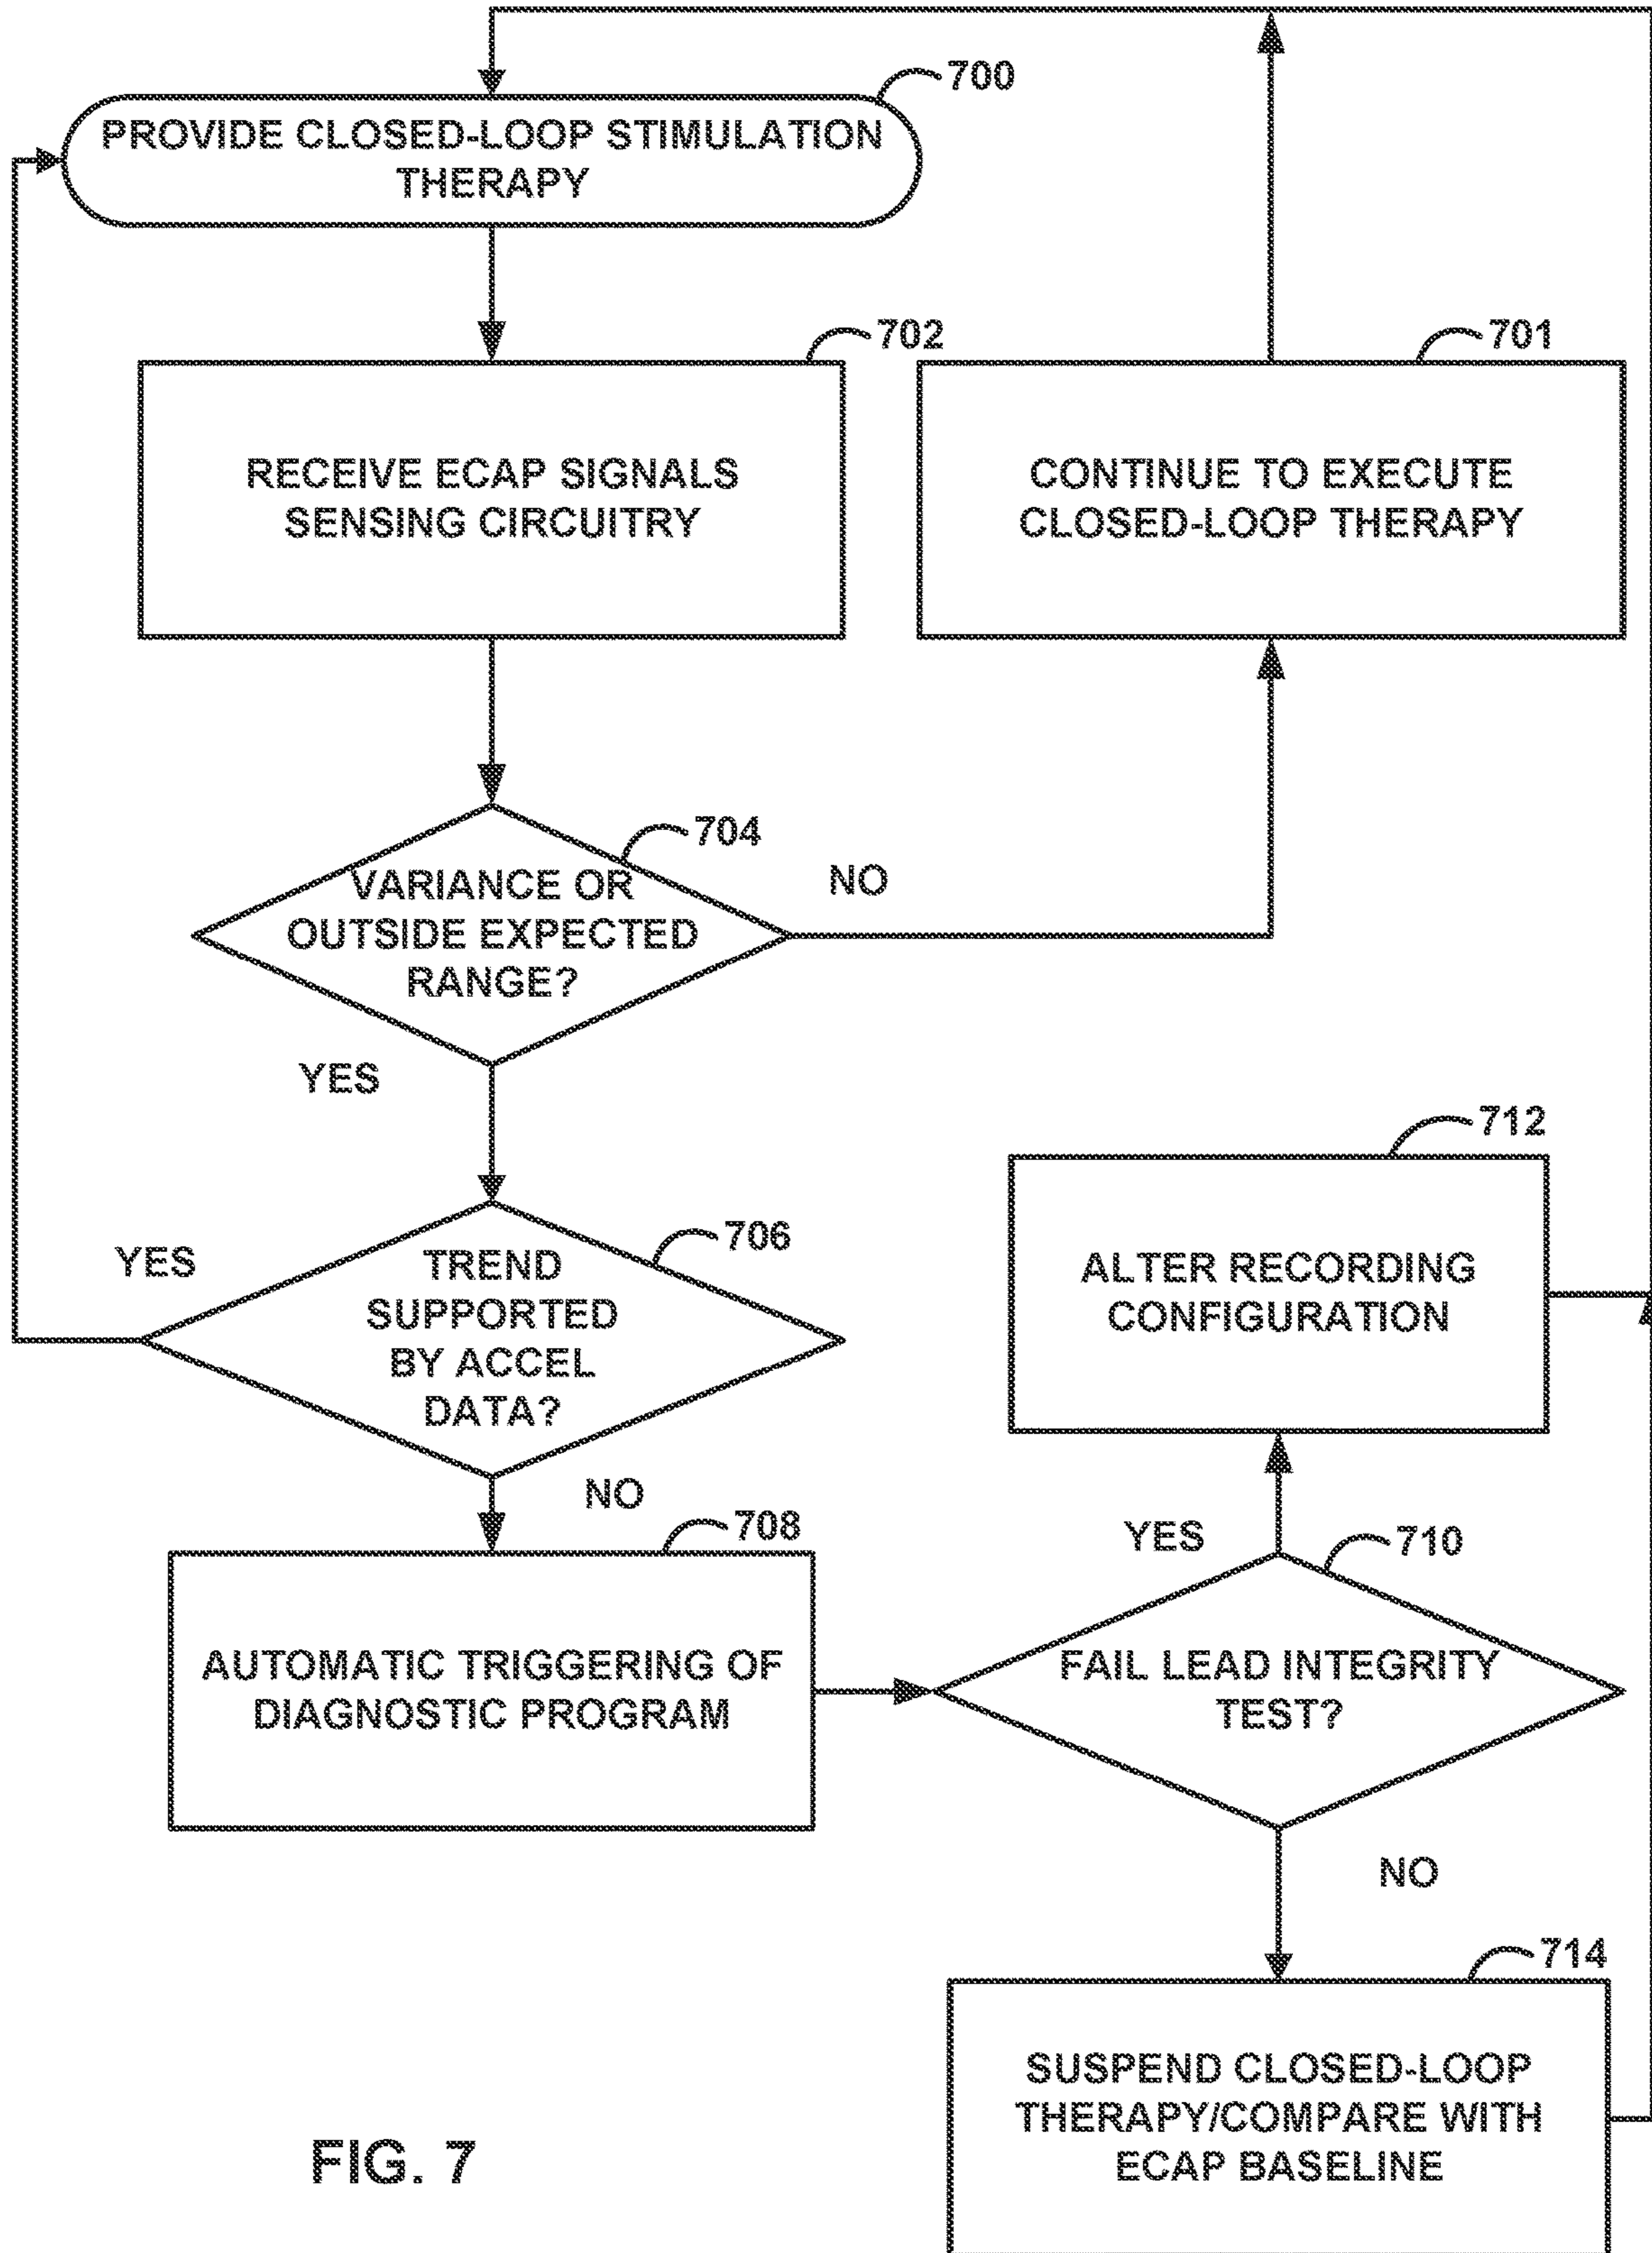 700
PROVIDE CLOSED-LOOP STIMULATION
THERAPY
702
RECEIVE ECAP SIGNALS
SENSING CIRCUITRY
701
CONTINUE TO EXECUTE
CLOSED-LOOP THERAPY
704
VARIANCE OR
OUTSIDE EXPECTED
RANGE?
NO
YES
706
TREND
SUPPORTED
BY ACCEL
DATA?
YES
NO
712
ALTER RECORDING
CONFIGURATION
708
AUTOMATIC TRIGGERING OF
DIAGNOSTIC PROGRAM
YES
710
FAIL LEAD INTEGRITY
TEST?
NO
714
SUSPEND CLOSED-LOOP
THERAPY/COMPARE WITH
ECAP BASELINE
FIG. 7